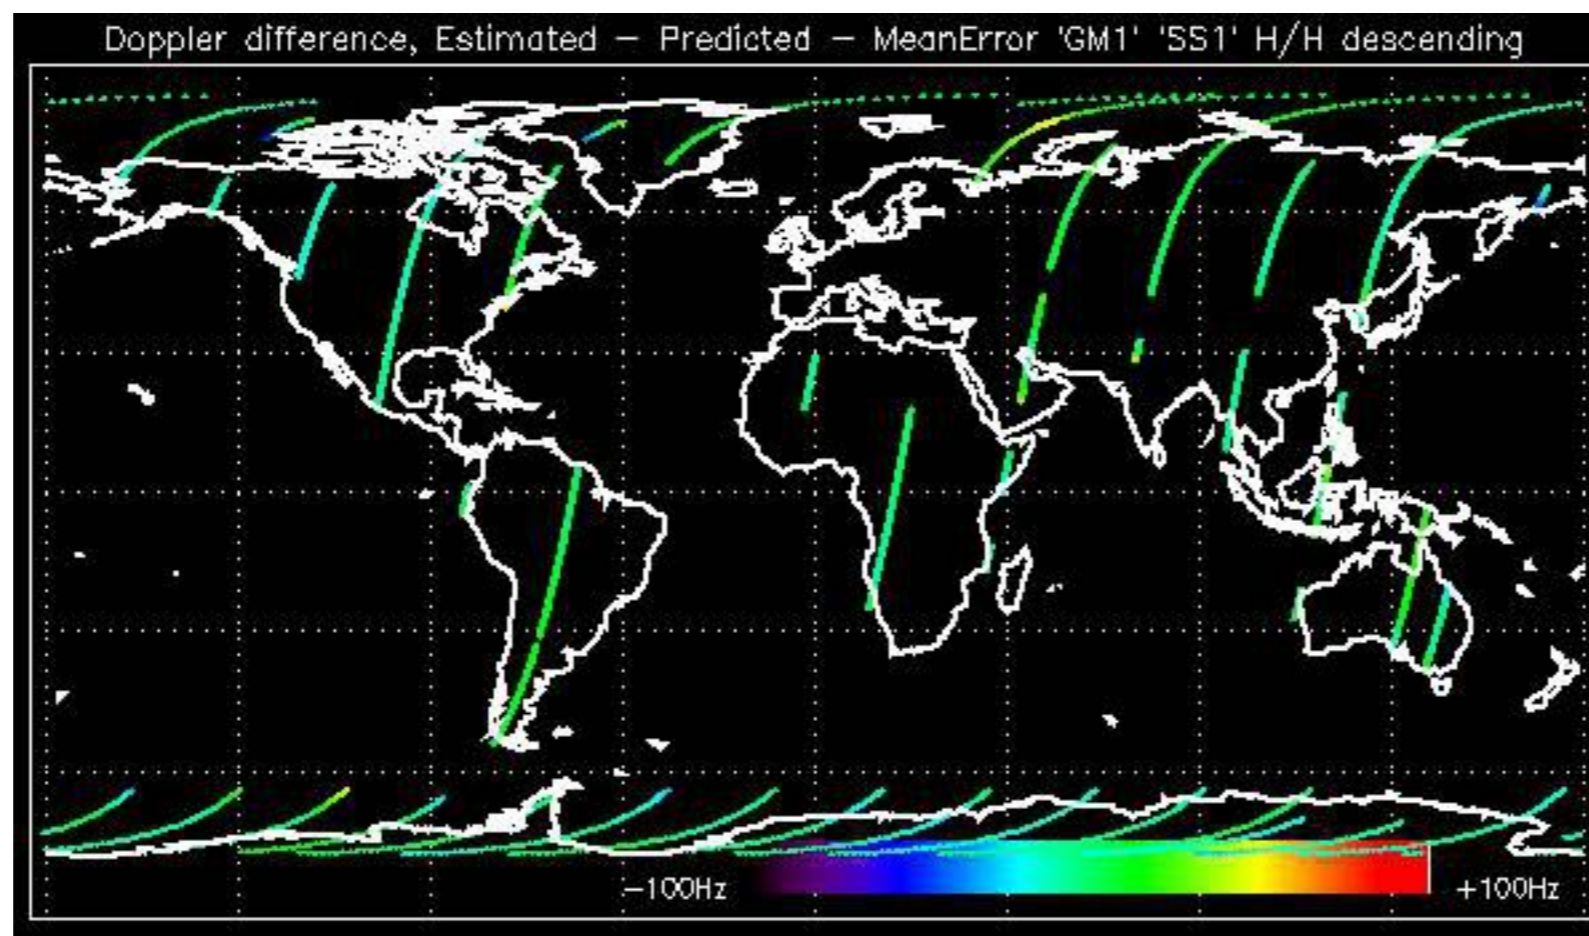 Doppler difference, Estimated – Predicted – MeanError 'GM1' 'SS1' H/H descending
–100Hz +100Hz